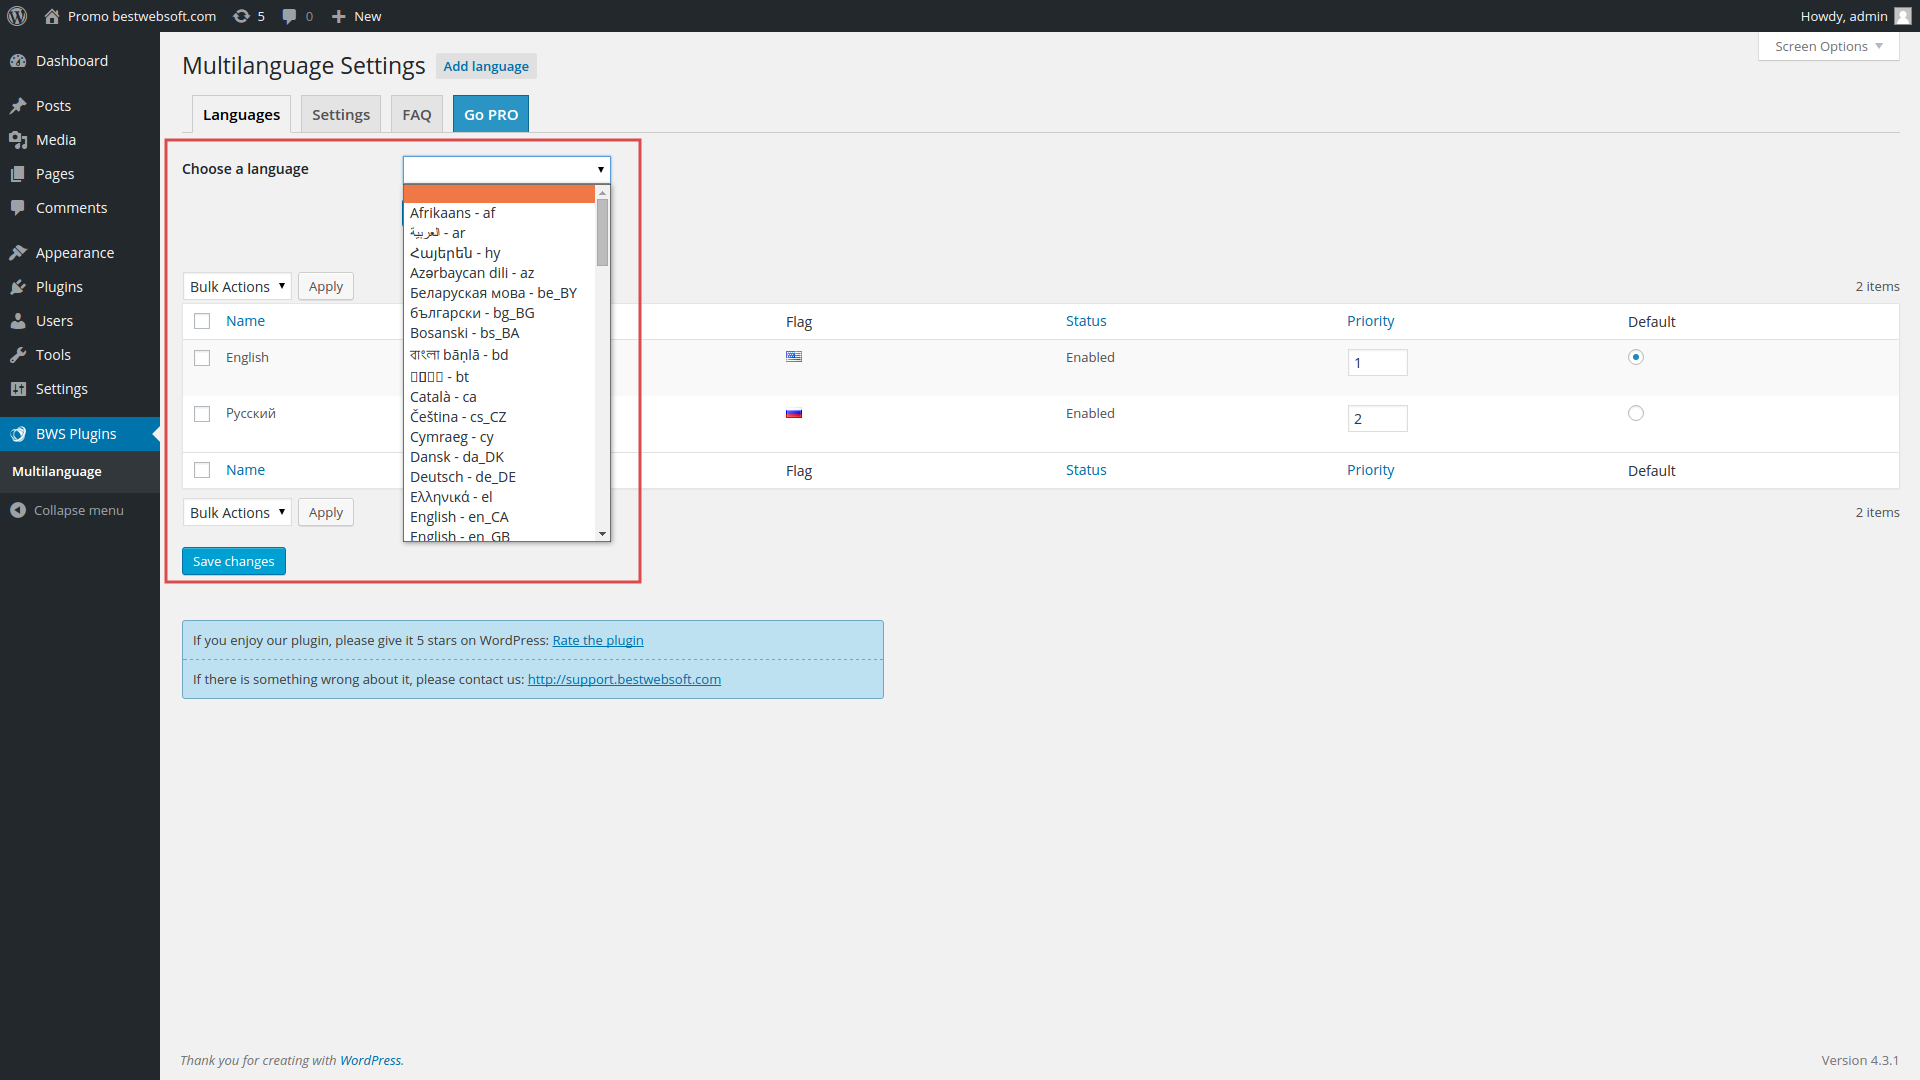 Promo bestwebsoft.com 5 0 New Howdy, admin
Screen Options
Dashboard
Posts
Media
Pages
Comments
Appearance
Plugins
Users
Tools
Settings
BWS Plugins
Multilanguage
Collapse menu
Multilanguage Settings Add language
Languages Settings FAQ Go PRO
Choose a language
Afrikaans - af
العربية - ar
Հայերեն - hy
Azərbaycan dili - az
Беларуская мова - be_BY
български - bg_BG
Bosanski - bs_BA
বাংলা bāṇlā - bd
- bt
Català - ca
Čeština - cs_CZ
Cymraeg - cy
Dansk - da_DK
Deutsch - de_DE
Ελληνικά - el
English - en_CA
English - en_GB
Bulk Actions Apply 2 items
Name Flag Status Priority Default
English Enabled 1
Русский Enabled 2
Name Flag Status Priority Default
Bulk Actions Apply 2 items
Save changes
If you enjoy our plugin, please give it 5 stars on WordPress: Rate the plugin
If there is something wrong about it, please contact us: http://support.bestwebsoft.com
Thank you for creating with WordPress. Version 4.3.1